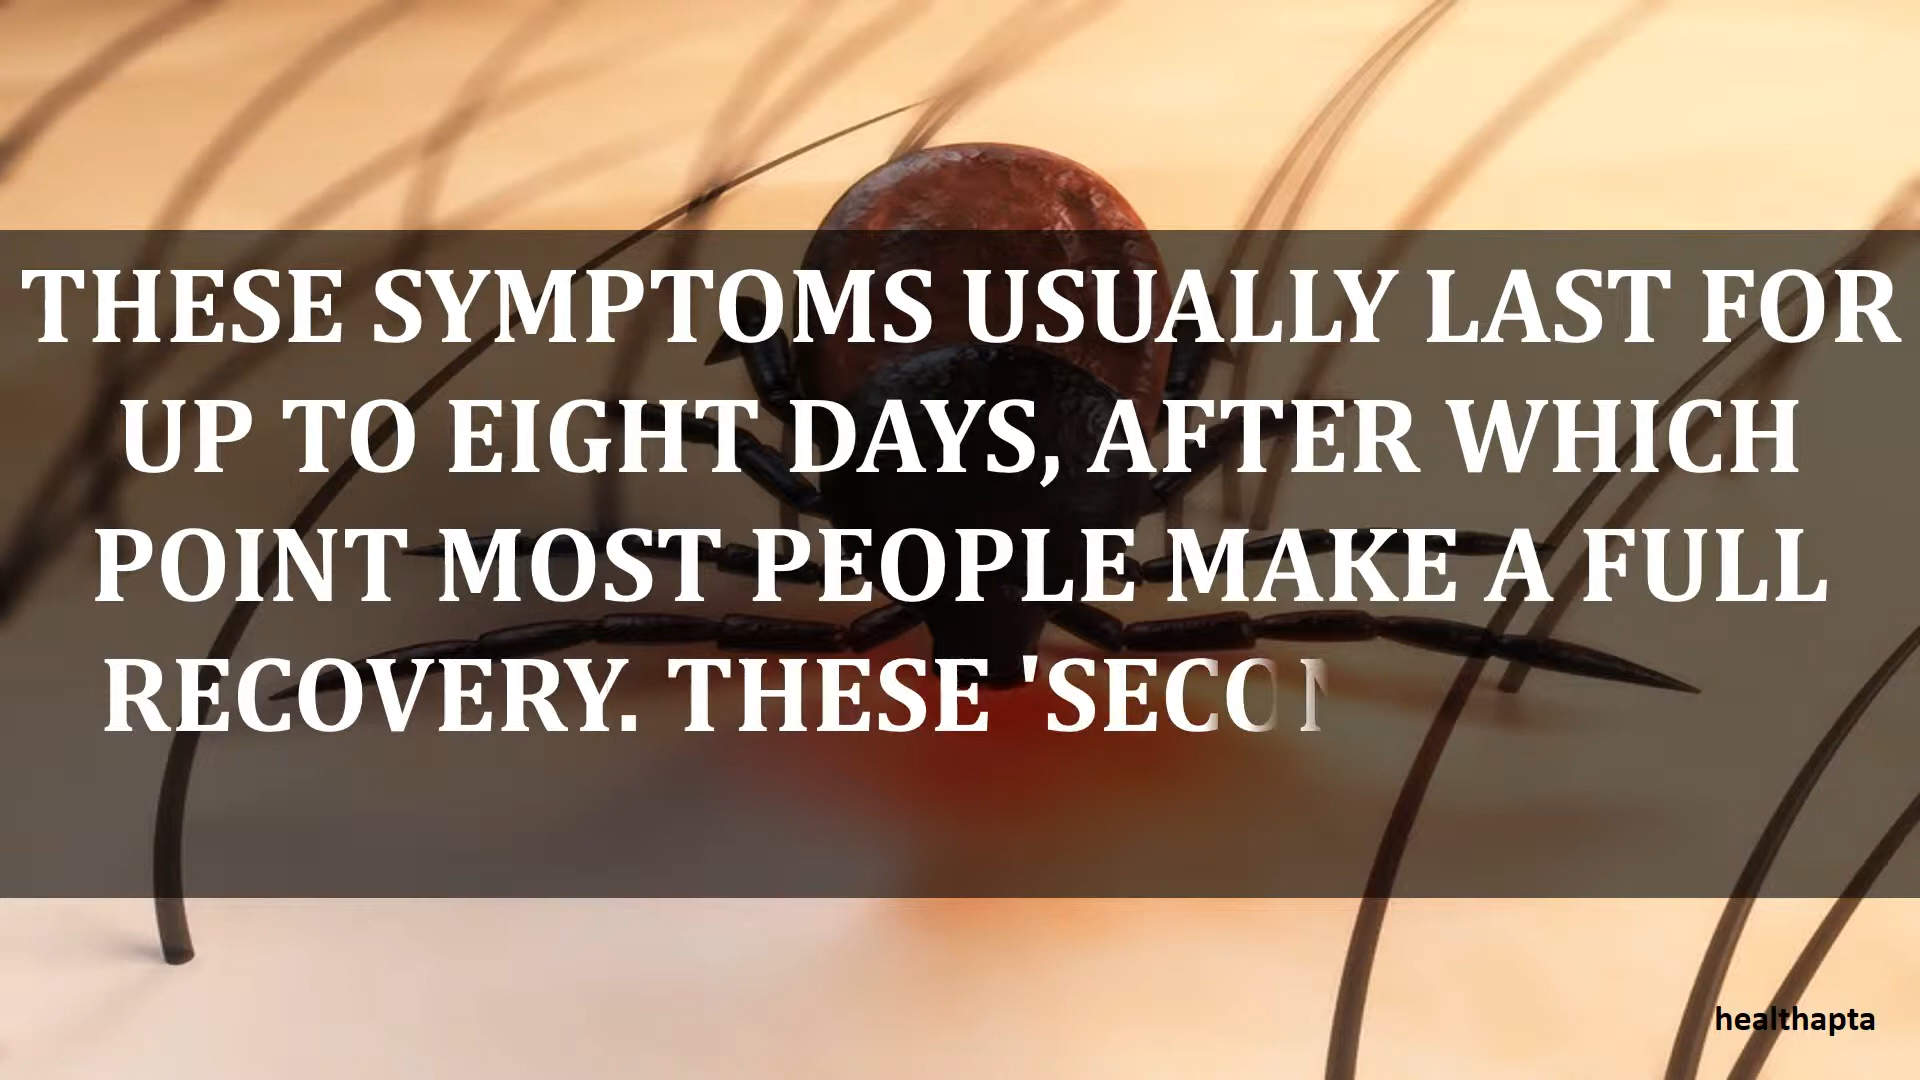 THESE SYMPTOMS USUALLY LAST FOR
UP TO EIGHT DAYS, AFTER WHICH
POINT MOST PEOPLE MAKE A FULL
RECOVERY. THESE 'SECON
healthapta